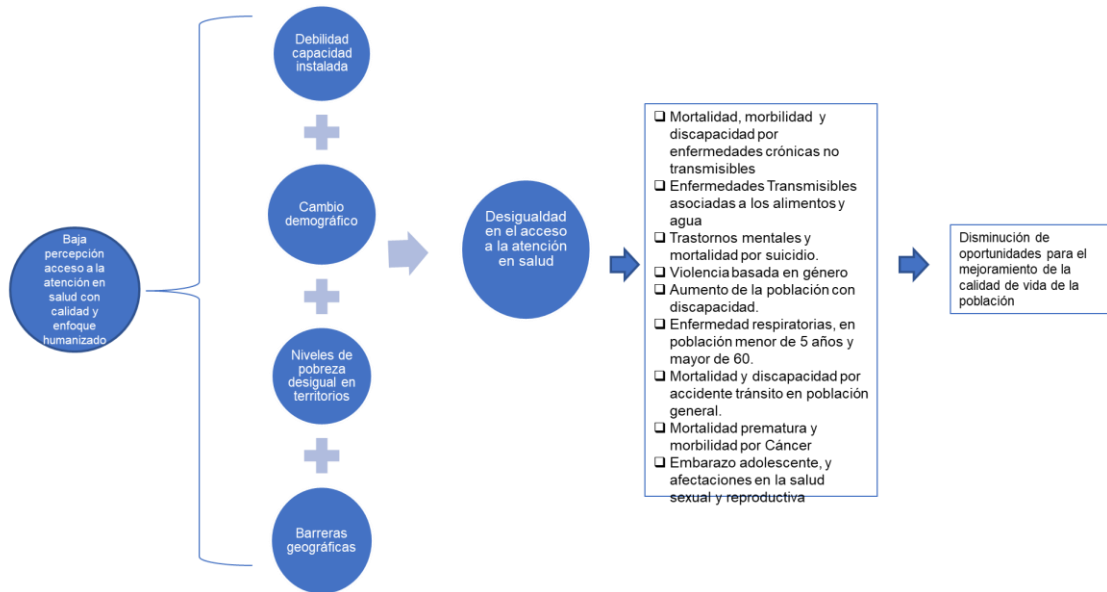 Baja
percepción
acceso a la
atención en
salud con
calidad y
enfoque
humanizado
Debilidad
capacidad
instalada
Cambio
demográfico
Niveles de
pobreza
desigual en
territorios
Barreras
geográficas
Desigualdad
en el acceso
a la atención
en salud
❑ Mortalidad, morbilidad y
discapacidad por
enfermedades crónicas no
transmisibles
❑ Enfermedades Transmisibles
asociadas a los alimentos y
agua
❑ Trastornos mentales y
mortalidad por suicidio.
❑ Violencia basada en género
❑ Aumento de la población con
discapacidad.
❑ Enfermedad respiratorias, en
población menor de 5 años y
mayor de 60.
❑ Mortalidad y discapacidad por
accidente tránsito en población
general.
❑ Mortalidad prematura y
morbilidad por Cáncer
❑ Embarazo adolescente, y
afectaciones en la salud
sexual y reproductiva
Disminución de
oportunidades para el
mejoramiento de la
calidad de vida de la
población